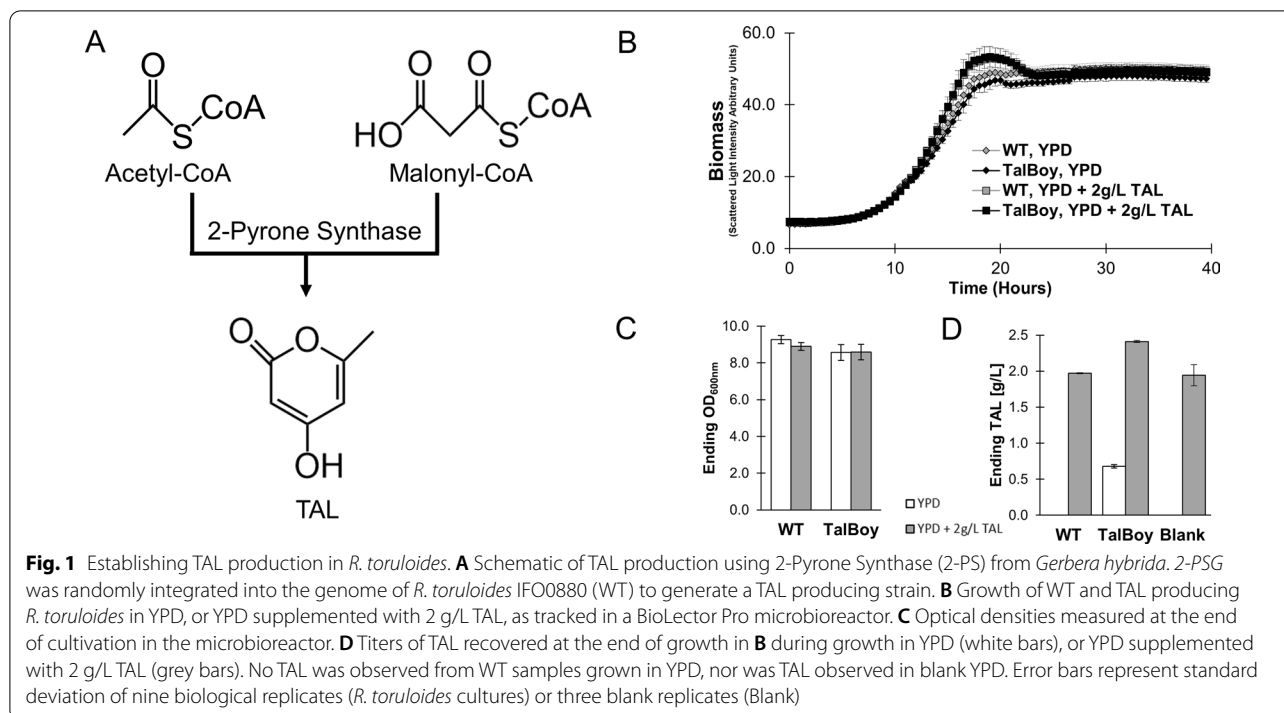 A
O
S
CoA
Acetyl-CoA
O
O
HO
S
CoA
Malonyl-CoA
2-Pyrone Synthase
O
O
OH
TAL
B
60.0
40.0
20.0
0.0
Biomass
(Scattered Light Intensity Arbitrary Units)
WT, YPD
TalBoy, YPD
WT, YPD + 2g/L TAL
TalBoy, YPD + 2g/L TAL
0 10 20 30 40
Time (Hours)
C
10.0
8.0
6.0
4.0
2.0
0.0
Ending OD600nm
WT TalBoy
YPD
YPD + 2g/L TAL
D
2.5
2.0
1.5
1.0
0.5
0.0
Ending TAL [g/L]
WT TalBoy Blank
Fig. 1 Establishing TAL production in R. toruloides. A Schematic of TAL production using 2-Pyrone Synthase (2-PS) from Gerbera hybrida. 2-PSG
was randomly integrated into the genome of R. toruloides IFO0880 (WT) to generate a TAL producing strain. B Growth of WT and TAL producing
R. toruloides in YPD, or YPD supplemented with 2 g/L TAL, as tracked in a BioLector Pro microbioreactor. C Optical densities measured at the end
of cultivation in the microbioreactor. D Titers of TAL recovered at the end of growth in B during growth in YPD (white bars), or YPD supplemented
with 2 g/L TAL (grey bars). No TAL was observed from WT samples grown in YPD, nor was TAL observed in blank YPD. Error bars represent standard
deviation of nine biological replicates (R. toruloides cultures) or three blank replicates (Blank)